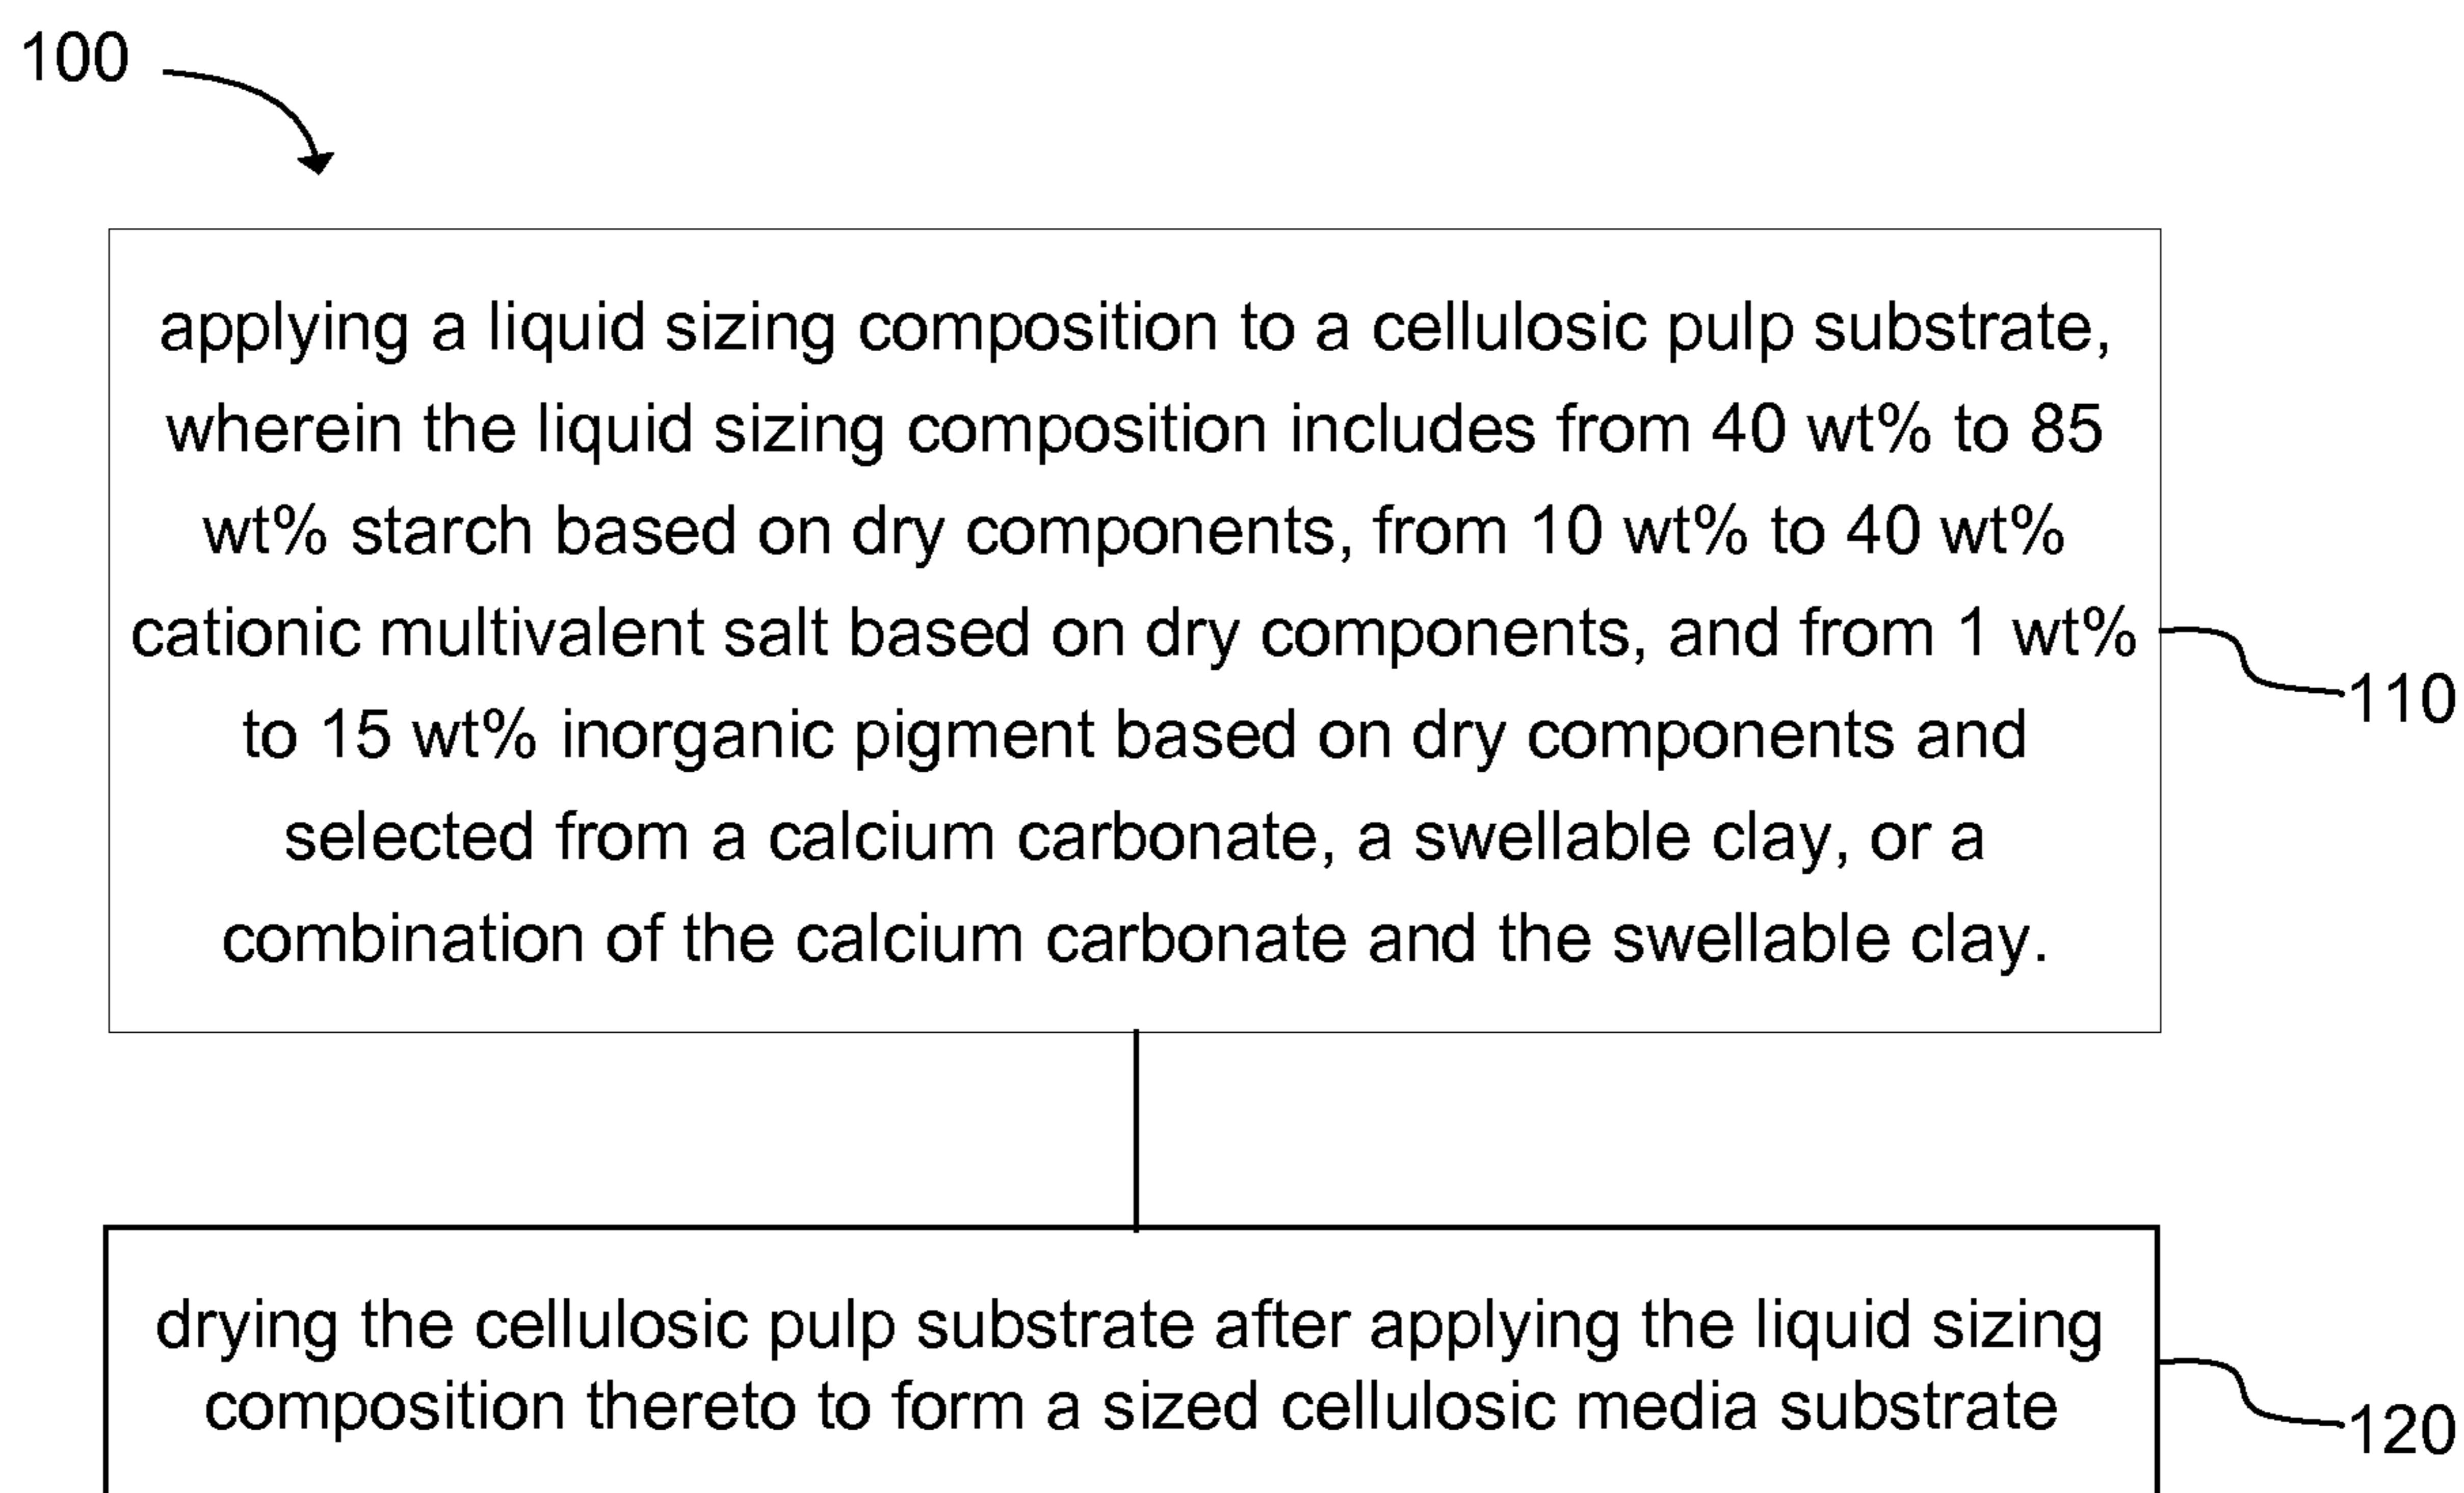 100
applying a liquid sizing composition to a cellulosic pulp substrate,
wherein the liquid sizing composition includes from 40 wt% to 85
wt% starch based on dry components, from 10 wt% to 40 wt%
cationic multivalent salt based on dry components, and from 1 wt%
to 15 wt% inorganic pigment based on dry components and
selected from a calcium carbonate, a swellable clay, or a
combination of the calcium carbonate and the swellable clay.
110
drying the cellulosic pulp substrate after applying the liquid sizing
composition thereto to form a sized cellulosic media substrate
120